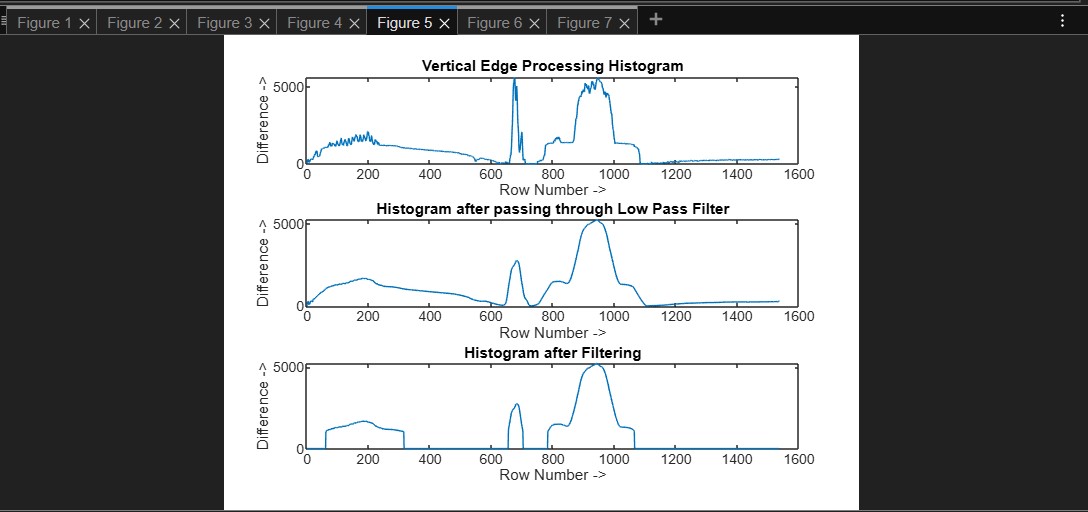 Figure 1 × Figure 2 × Figure 3 × Figure 4 × Figure 5 × Figure 6 × Figure 7 × +
Vertical Edge Processing Histogram
Difference ->
5000
0
0 200 400 600 800 1000 1200 1400 1600
Row Number ->
Histogram after passing through Low Pass Filter
Difference ->
5000
0
0 200 400 600 800 1000 1200 1400 1600
Row Number ->
Histogram after Filtering
Difference ->
5000
0
0 200 400 600 800 1000 1200 1400 1600
Row Number ->